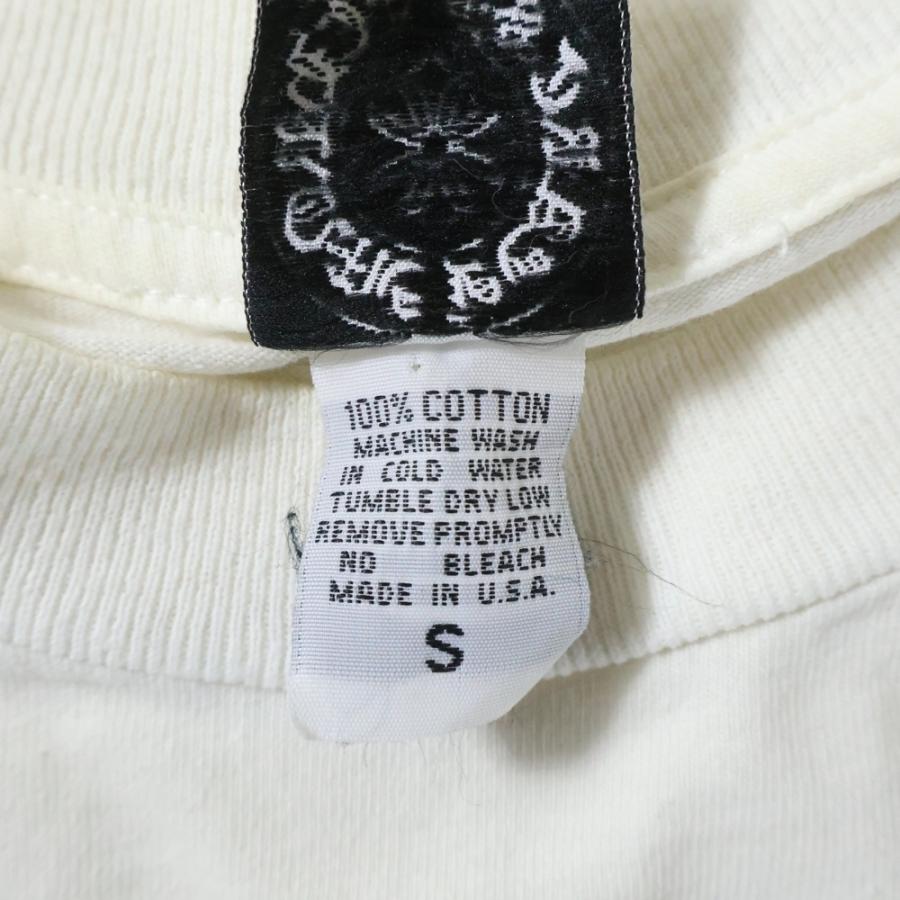 100% COTTON
MACHINE WASH
IN COLD WATER
TUMBLE DRY LOW
REMOVE PROMPTLY
NO BLEACH
MADE IN U.S.A.
S